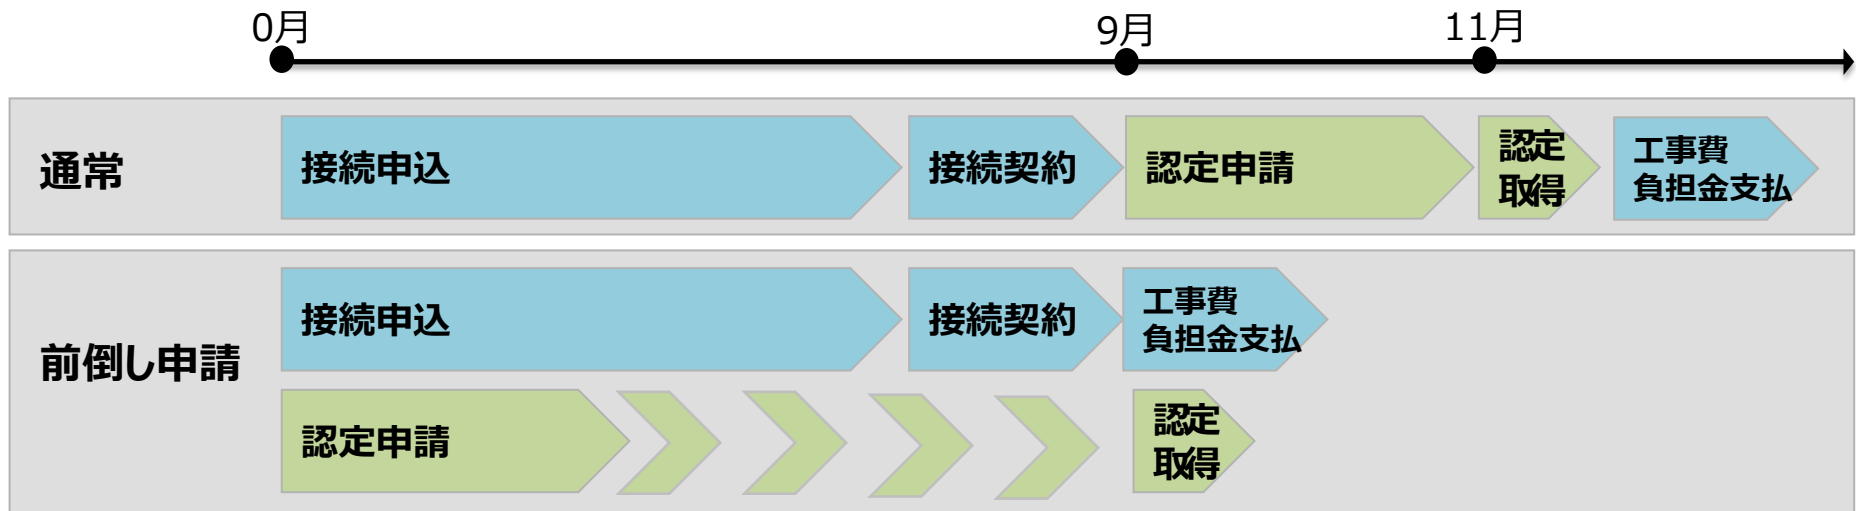 0月
9月
11月
通常
接続申込
接続契約
認定申請
認定
取得
工事費
負担金支払
前倒し申請
接続申込
接続契約
工事費
負担金支払
認定申請
認定
取得